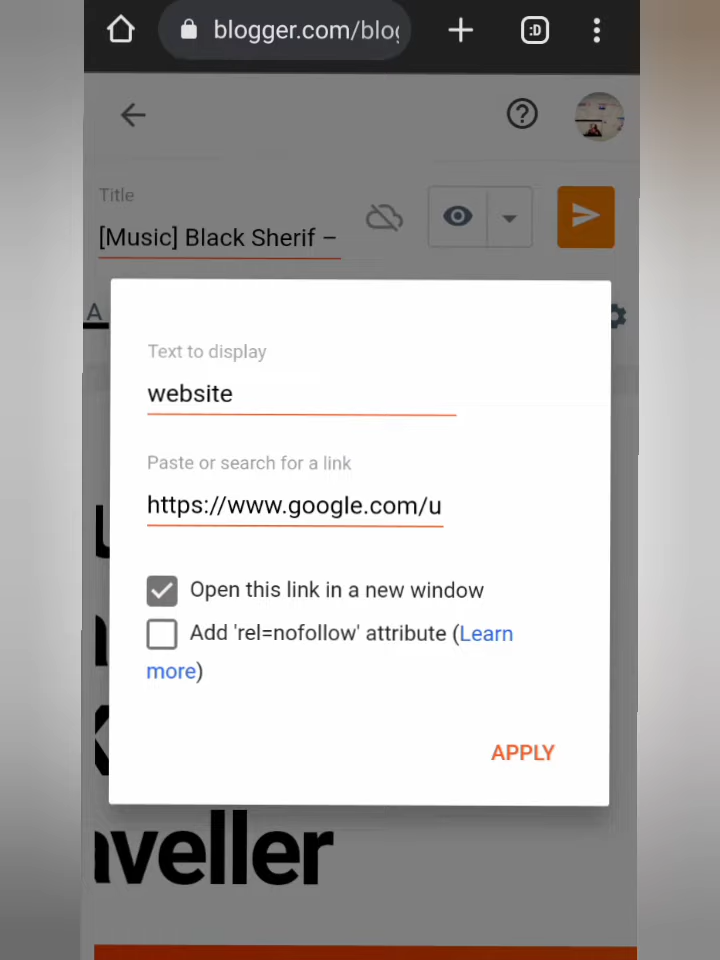 blogger.com/blog
:D
Title
[Music] Black Sherif –
A
Text to display
website
Paste or search for a link
https://www.google.com/u
Open this link in a new window
Add 'rel=nofollow' attribute (Learn
more)
APPLY
aveller